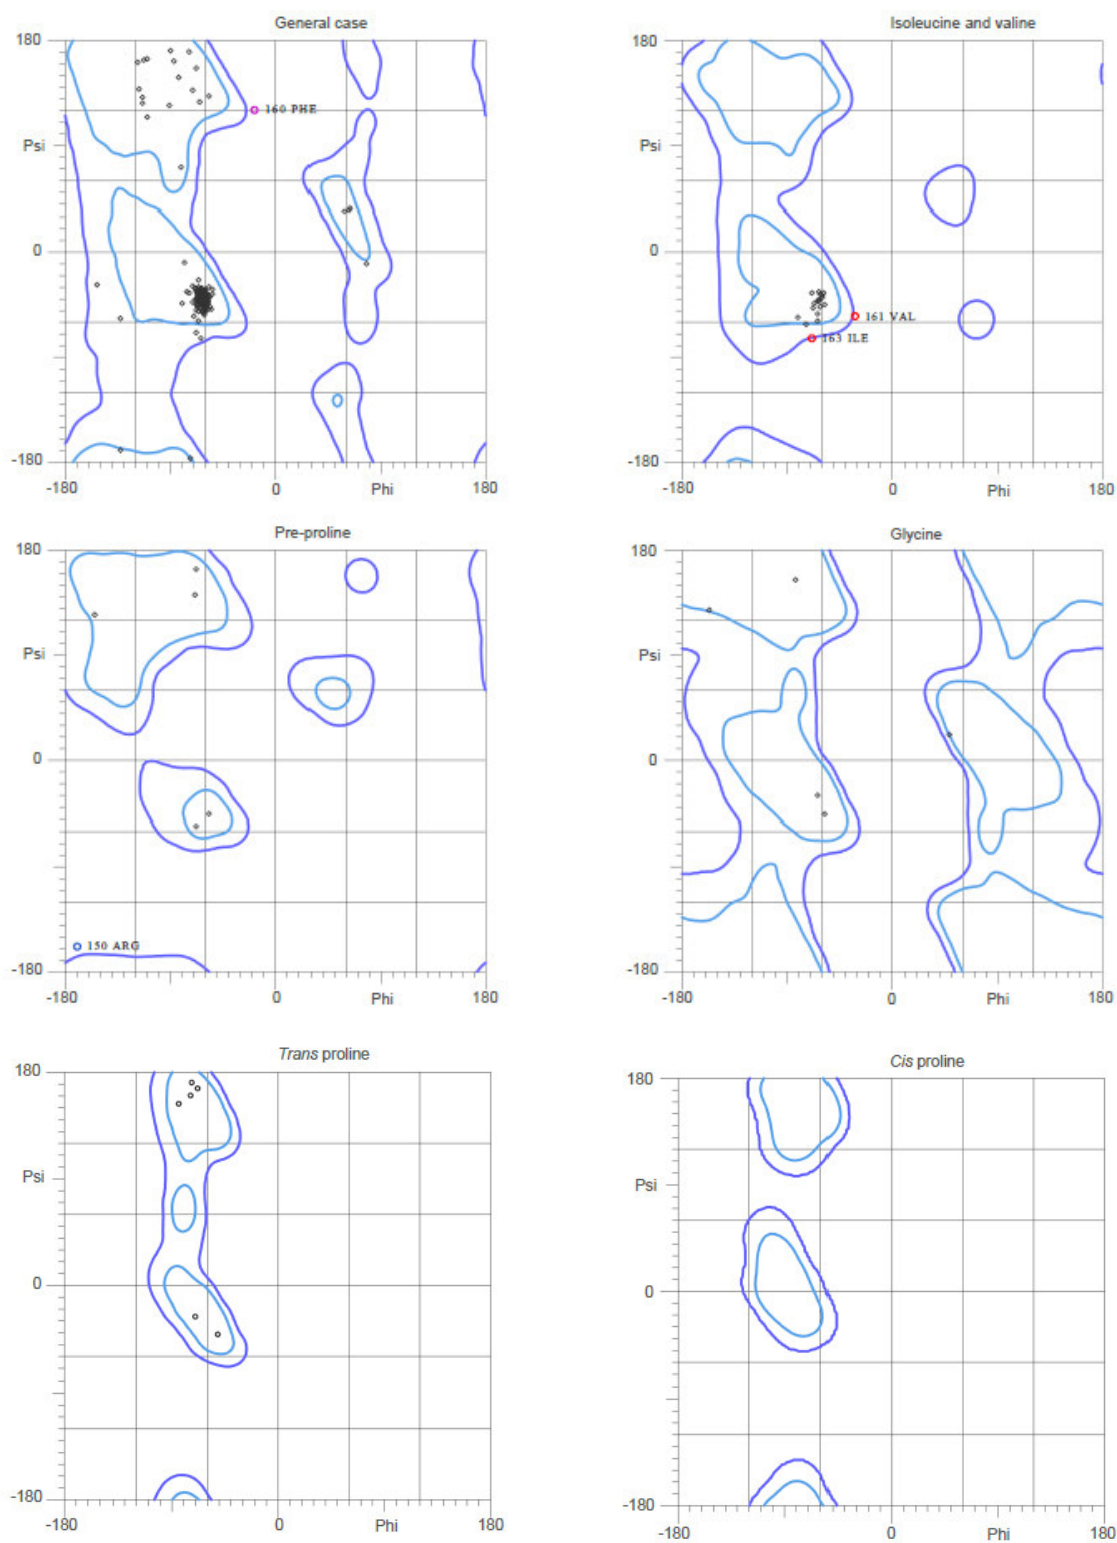 General case
180
160 PHE
Psi
0
-180
-180
0
Phi
180
Isoleucine and valine
180
Psi
0
161 VAL
163 ILE
-180
-180
0
Phi
180
Pre-proline
180
Psi
0
150 ARG
-180
-180
0
Phi
180
Glycine
180
Psi
0
-180
-180
0
Phi
180
Trans proline
180
Psi
0
-180
-180
0
Phi
180
Cis proline
180
Psi
0
-180
-180
0
Phi
180